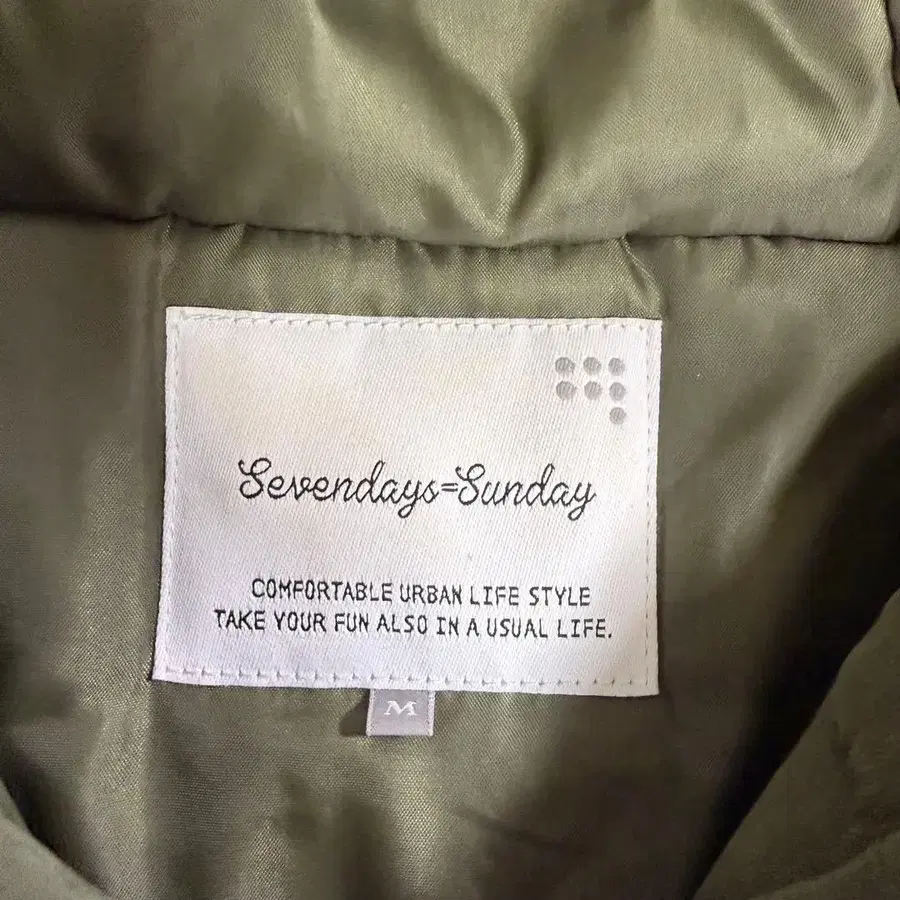 Sevendays=Sunday
COMFORTABLE URBAN LIFE STYLE
TAKE YOUR FUN ALSO IN A USUAL LIFE.
M